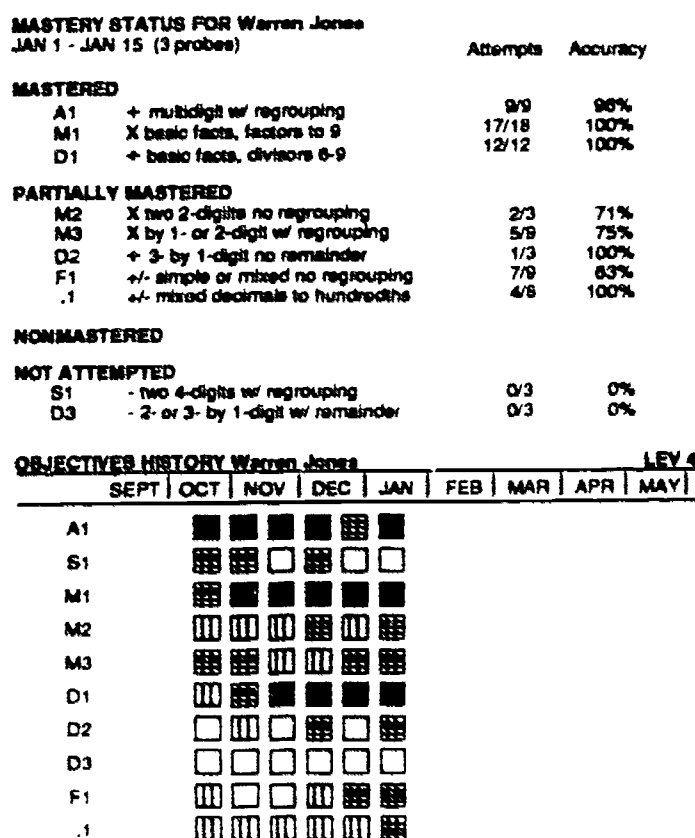 MASTERY STATUS FOR Warren Jones
JAN 1 - JAN 15 (3 probes) Attempts Accuracy
MASTERED
A1 + multidigit w/ regrouping 9/9 96%
M1 X basic facts, factors to 9 17/18 100%
D1 ÷ basic facts, divisors 6-9 12/12 100%
PARTIALLY MASTERED
M2 X two 2-digits no regrouping 2/3 71%
M3 X by 1- or 2-digit w/ regrouping 5/9 75%
D2 ÷ 3- by 1-digit no remainder 1/3 100%
F1 +/- simple or mixed no regrouping 7/9 63%
.1 +/- mixed decimals to hundredths 4/6 100%
NONMASTERED
NOT ATTEMPTED
S1 - two 4-digits w/ regrouping 0/3 0%
D3 - 2- or 3- by 1-digit w/ remainder 0/3 0%
OBJECTIVES HISTORY Warren Jones LEV 4
SEPT OCT NOV DEC JAN FEB MAR APR MAY
A1
S1
M1
M2
M3
D1
D2
D3
F1
.1